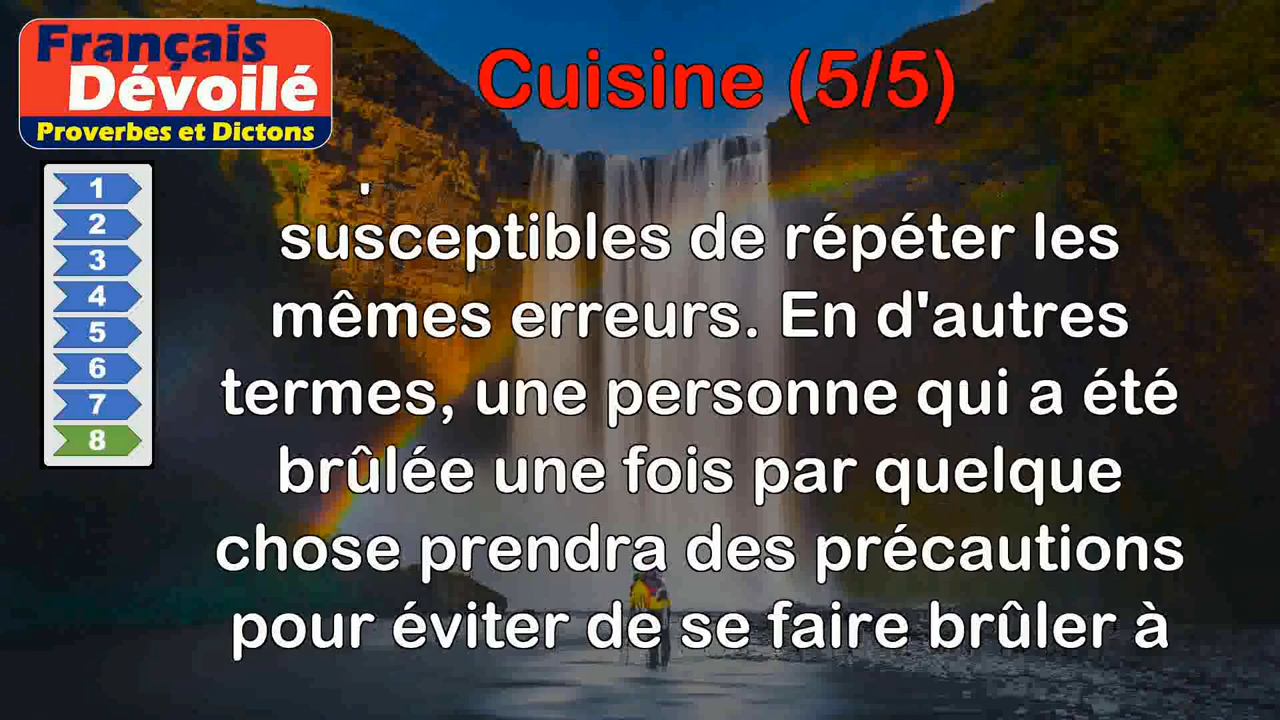 Français
Dévoilé
Proverbes et Dictons
Cuisine (5/5)
1
2
3
4
5
6
7
8
susceptibles de répéter les
mêmes erreurs. En d'autres
termes, une personne qui a été
brûlée une fois par quelque
chose prendra des précautions
pour éviter de se faire brûler à